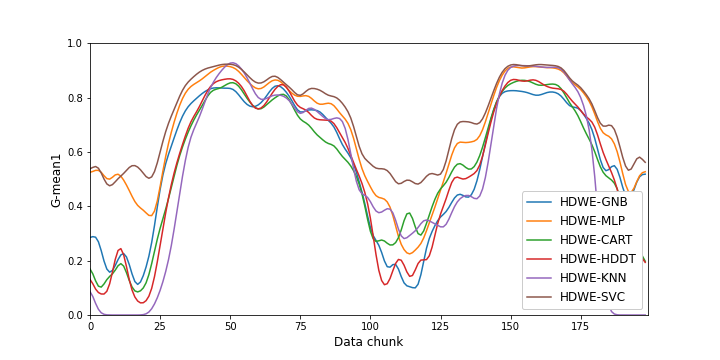 1.0
0.8
0.6
0.4
0.2
0.0
G-mean1
0 25 50 75 100 125 150 175
Data chunk
HDWE-GNB
HDWE-MLP
HDWE-CART
HDWE-HDDT
HDWE-KNN
HDWE-SVC